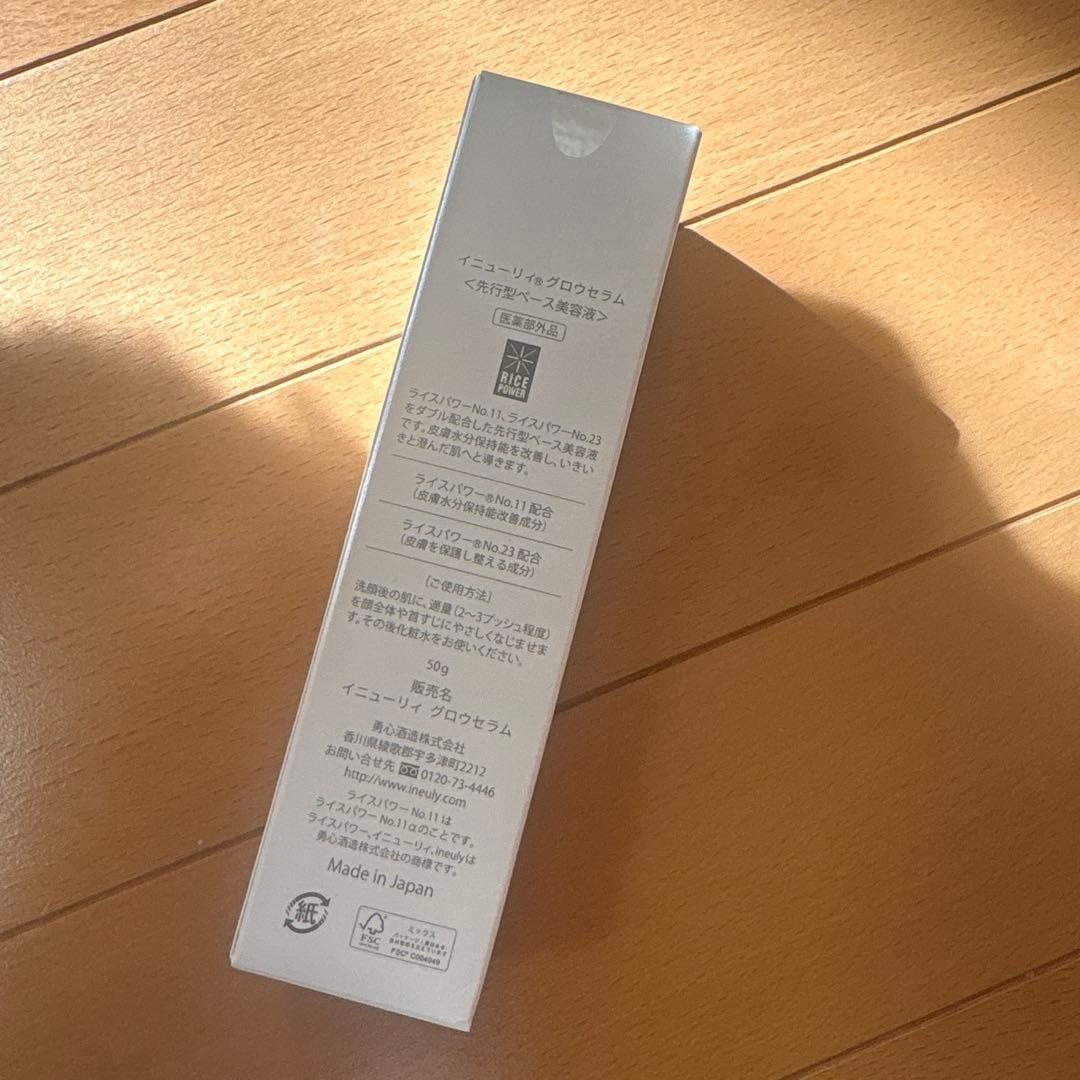 イニューリィ® グロウセラム
<先行型ベース美容液>
医薬部外品
RICE
POWER
ライスパワーNo.11、ライスパワーNo.23
をダブル配合した先行型ベース美容液
です。皮膚水分保持能を改善し、いきい
きと澄んだ肌へと導きます。
ライスパワー®No.11 配合
(皮膚水分保持能改善成分)
ライスパワー®No.23 配合
(皮膚を保護し整える成分)
[ご使用方法]
洗顔後の肌に、適量(2〜3プッシュ程度)
を顔全体や首すじにやさしくなじませま
す。その後化粧水をお使いください。
50g
販売名
イニューリィ グロウセラム
勇心酒造株式会社
香川県綾歌郡宇多津町2212
お問い合せ先 0120-73-4446
http://www.ineuly.com
ライスパワー No.11は
ライスパワー No.11αのことです。
ライスパワー、イニューリィ、ineulyは
勇心酒造株式会社の商標です。
Made in Japan
紙
FSC
ミックス
FSC® C004049